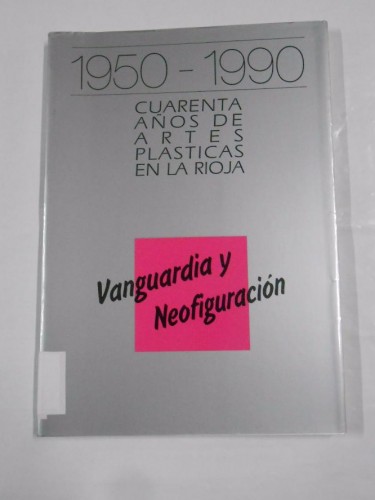 1950 - 1990
CUARENTA
AÑOS DE
ARTES
PLASTICAS
EN LA RIOJA
Vanguardia y
Neofiguración